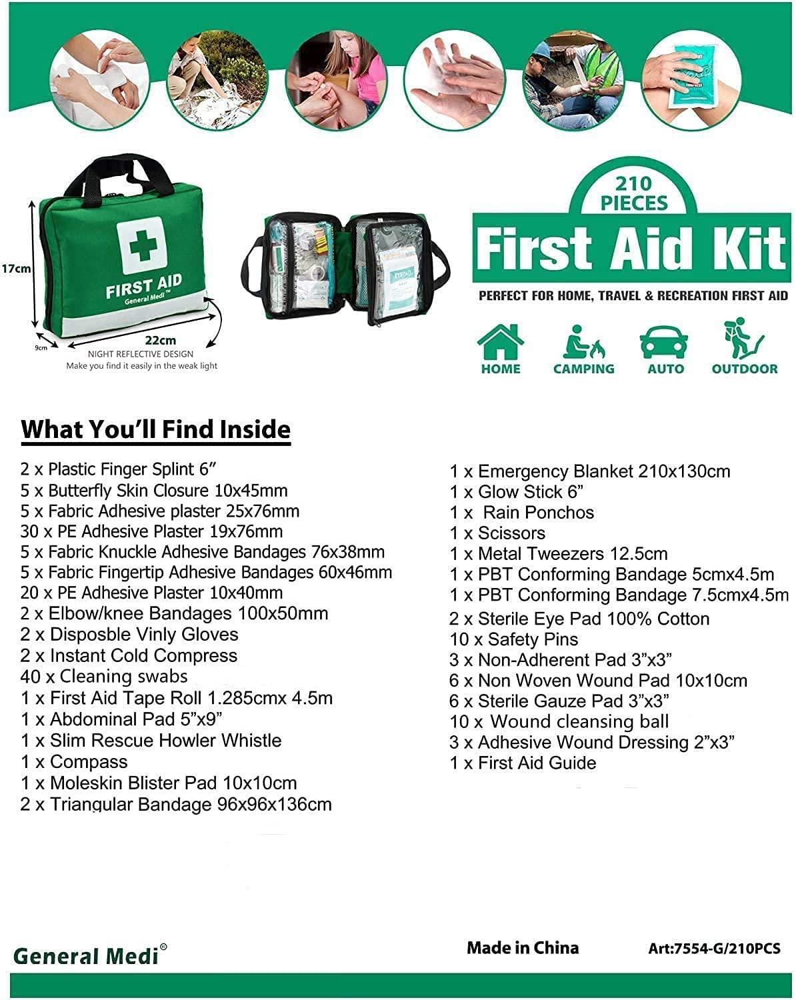 210
PIECES
First Aid Kit
PERFECT FOR HOME, TRAVEL & RECREATION FIRST AID
HOME
CAMPING
AUTO
OUTDOOR
17cm
FIRST AID
General Medi™
22cm
9cm
NIGHT REFLECTIVE DESIGN
Make you find it easily in the weak light
EYEPAD
COMPRESS
What You’ll Find Inside
2 x Plastic Finger Splint 6”
5 x Butterfly Skin Closure 10x45mm
5 x Fabric Adhesive plaster 25x76mm
30 x PE Adhesive Plaster 19x76mm
5 x Fabric Knuckle Adhesive Bandages 76x38mm
5 x Fabric Fingertip Adhesive Bandages 60x46mm
20 x PE Adhesive Plaster 10x40mm
2 x Elbow/knee Bandages 100x50mm
2 x Disposble Vinly Gloves
2 x Instant Cold Compress
40 x Cleaning swabs
1 x First Aid Tape Roll 1.285cmx 4.5m
1 x Abdominal Pad 5”x9”
1 x Slim Rescue Howler Whistle
1 x Compass
1 x Moleskin Blister Pad 10x10cm
2 x Triangular Bandage 96x96x136cm
1 x Emergency Blanket 210x130cm
1 x Glow Stick 6”
1 x Rain Ponchos
1 x Scissors
1 x Metal Tweezers 12.5cm
1 x PBT Conforming Bandage 5cmx4.5m
1 x PBT Conforming Bandage 7.5cmx4.5m
2 x Sterile Eye Pad 100% Cotton
10 x Safety Pins
3 x Non-Adherent Pad 3”x3”
6 x Non Woven Wound Pad 10x10cm
6 x Sterile Gauze Pad 3”x3”
10 x Wound cleansing ball
3 x Adhesive Wound Dressing 2”x3”
1 x First Aid Guide
General Medi®
Made in China
Art:7554-G/210PCS